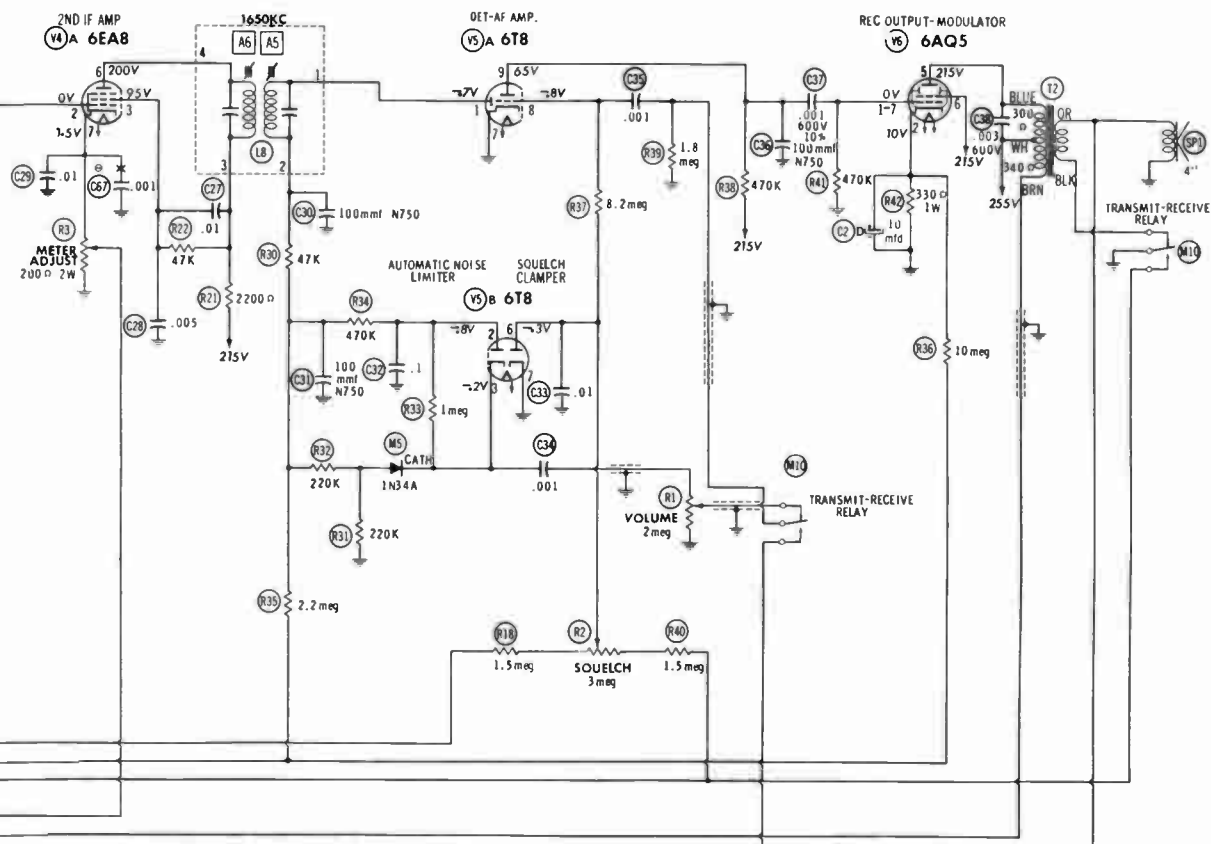 2ND IF AMP
V4 A 6EA8
1650KC
A6 A5
DET-AF AMP.
V5 A 6T8
REC OUTPUT-MODULATOR
V6 6AQ5
4
6 200V
0V
2
95V
3
1.5V
7
1
9 65V
-.7V
1
-.8V
8
7
C35
.001
C37
.001
600V
10%
5 215V
0V
1-7
6
10V
2
215V
BLUE
T2
300
Ω
C38
.003
600V
WH
340Ω
BRN
255V
OR
BLK
SP1
4"
C29 .01
C67 .001
L8
3
2
C27
.01
R22
47K
R3
METER
ADJUST
200Ω 2W
R21 2200Ω
C28 .005
215V
C30
100mmf N750
R30 47K
R39 1.8
meg
C36
100mmf
N750
R38 470K
215V
R41 470K
R42 330Ω
1W
C2 D
10
mfd
R37 8.2meg
TRANSMIT-RECEIVE
RELAY
M10
AUTOMATIC NOISE
LIMITER
SQUELCH
CLAMPER
V5 B 6T8
R34
470K
-.8V
2
6
-.3V
C31
100
mmf
N750
C32 .1
-.2V
3
7
C33 .01
R33
1meg
R36
10meg
R32
220K
M5
CATH
1N34A
C34
.001
R31 220K
R1
VOLUME
2meg
M10
TRANSMIT-RECEIVE
RELAY
R35 2.2meg
R18
1.5meg
R2
SQUELCH
3meg
R40
1.5meg